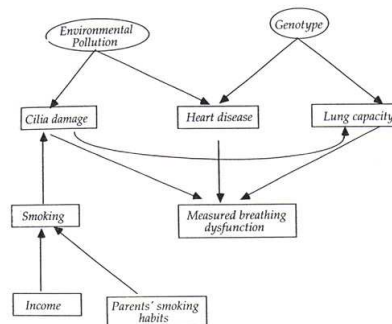 Environmental
Pollution
Genotype
Cilia damage
Heart disease
Lung capacity
Smoking
Measured breathing
dysfunction
Income
Parents' smoking
habits